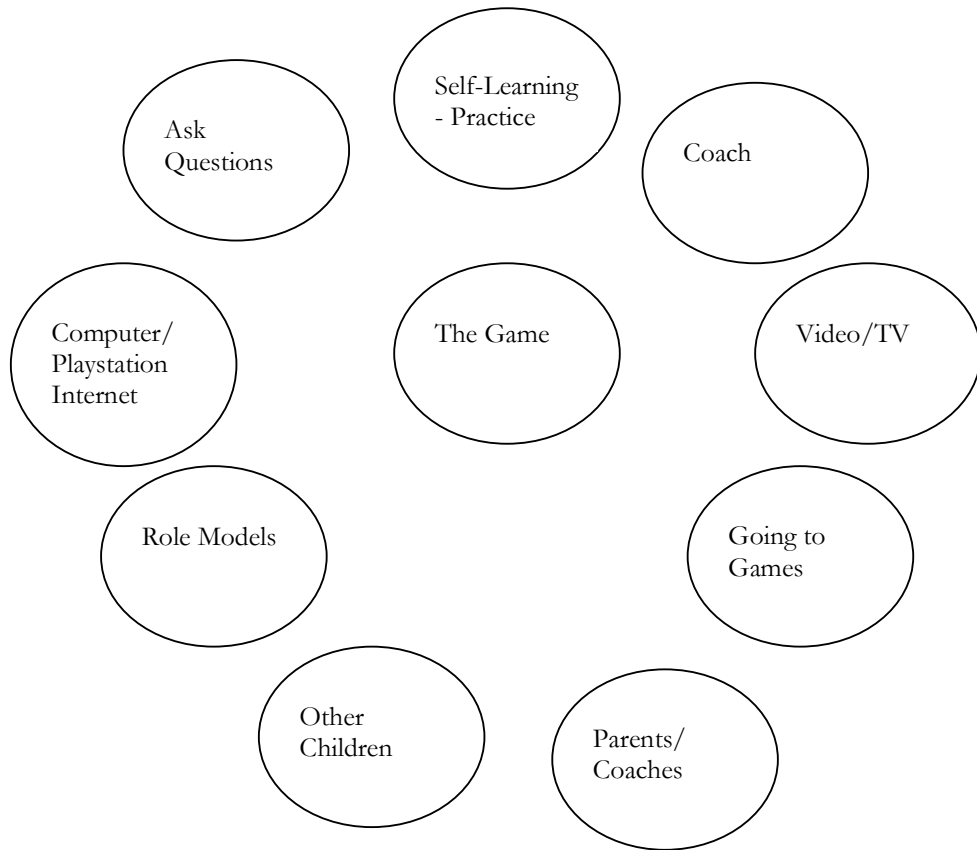 Self-Learning
- Practice
Ask
Questions
Coach
Computer/
Playstation
Internet
The Game
Video/TV
Role Models
Going to
Games
Other
Children
Parents/
Coaches